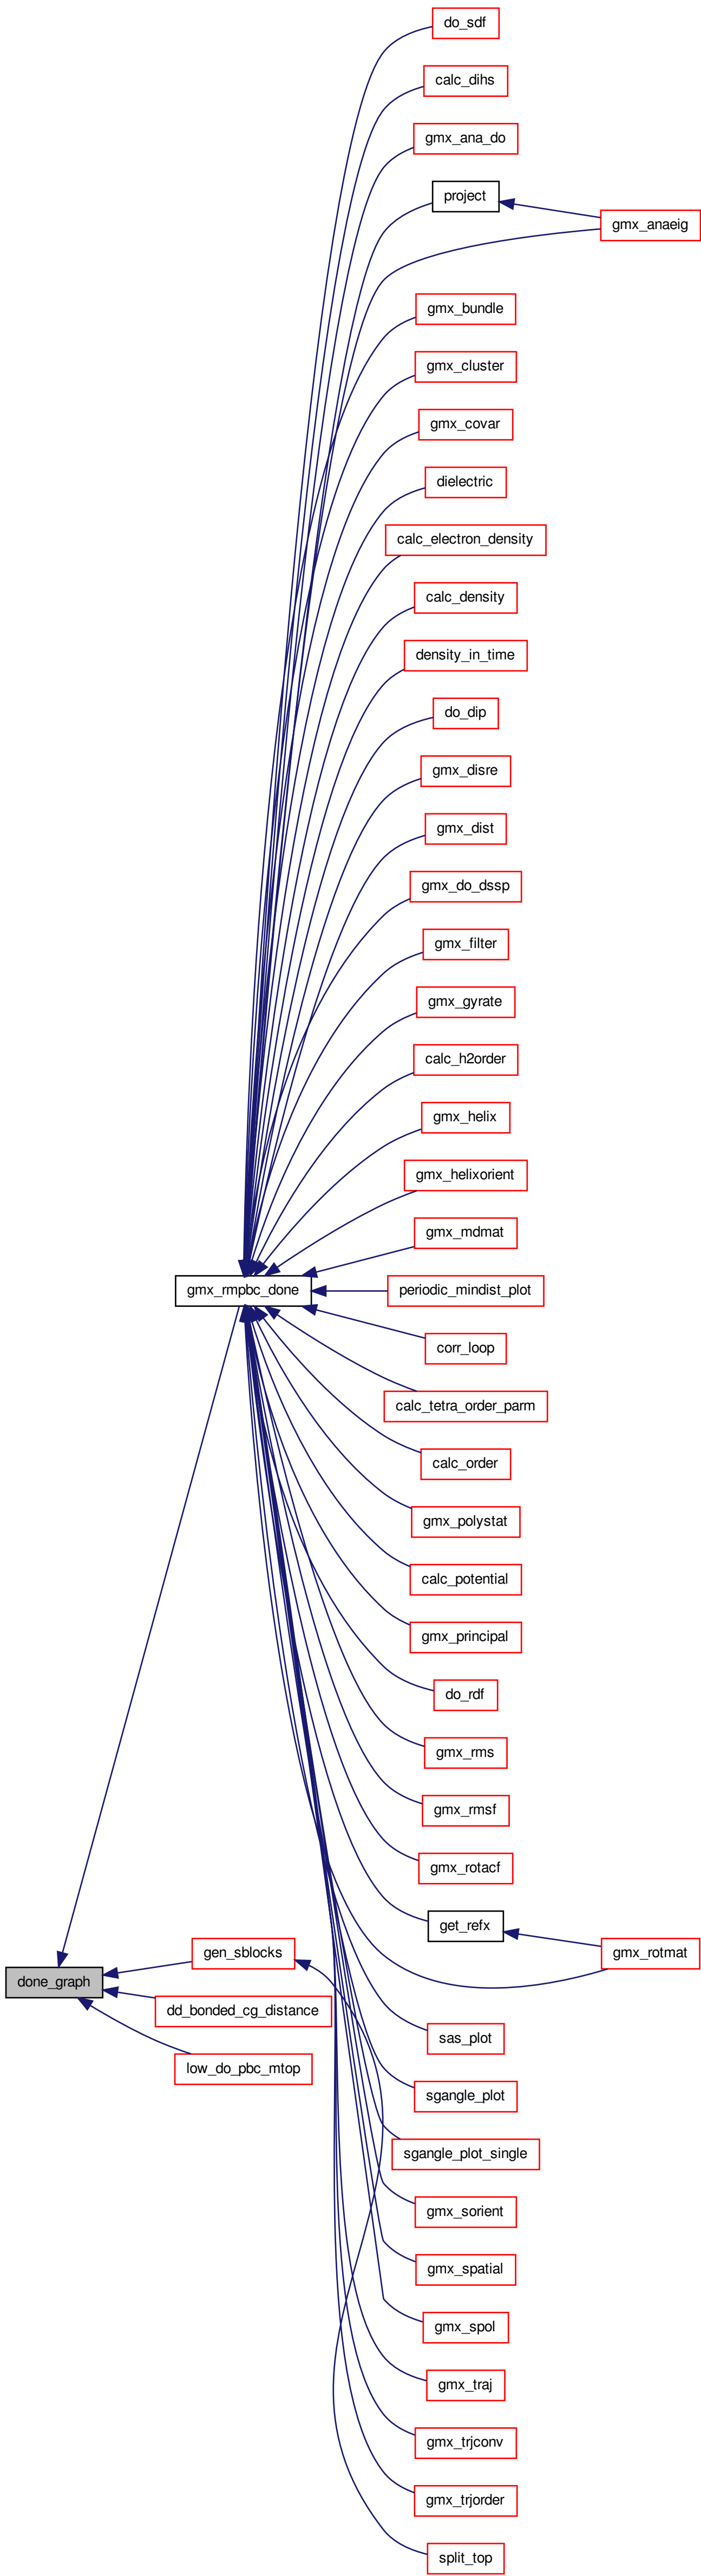 do_sdf
calc_dihs
gmx_ana_do
project
gmx_anaeig
gmx_bundle
gmx_cluster
gmx_covar
dielectric
calc_electron_density
calc_density
density_in_time
do_dip
gmx_disre
gmx_dist
gmx_do_dssp
gmx_filter
gmx_gyrate
calc_h2order
gmx_helix
gmx_helixorient
gmx_mdmat
gmx_rmpbc_done
periodic_mindist_plot
corr_loop
calc_tetra_order_parm
calc_order
gmx_polystat
calc_potential
gmx_principal
do_rdf
gmx_rms
gmx_rmsf
gmx_rotacf
get_refx
gmx_rotmat
gen_sblocks
done_graph
dd_bonded_cg_distance
low_do_pbc_mtop
sas_plot
sgangle_plot
sgangle_plot_single
gmx_sorient
gmx_spatial
gmx_spol
gmx_traj
gmx_trjconv
gmx_trjorder
split_top